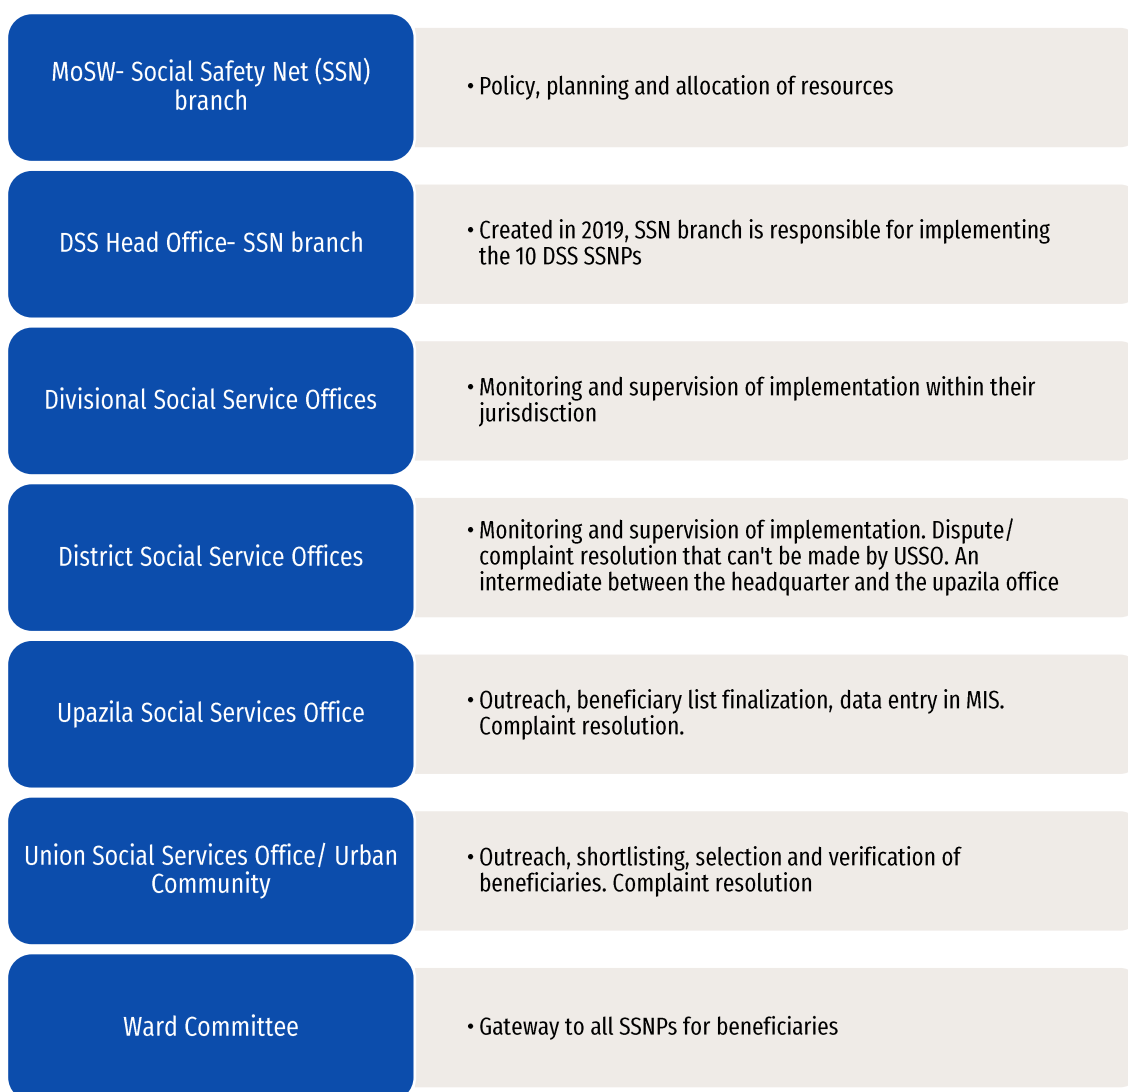 MoSW- Social Safety Net (SSN)
branch
• Policy, planning and allocation of resources
DSS Head Office- SSN branch
• Created in 2019, SSN branch is responsible for implementing
the 10 DSS SSNPs
Divisional Social Service Offices
• Monitoring and supervision of implementation within their
jurisdisction
District Social Service Offices
• Monitoring and supervision of implementation. Dispute/
complaint resolution that can't be made by USSO. An
intermediate between the headquarter and the upazila office
Upazila Social Services Office
• Outreach, beneficiary list finalization, data entry in MIS.
Complaint resolution.
Union Social Services Office/ Urban
Community
• Outreach, shortlisting, selection and verification of
beneficiaries. Complaint resolution
Ward Committee
• Gateway to all SSNPs for beneficiaries